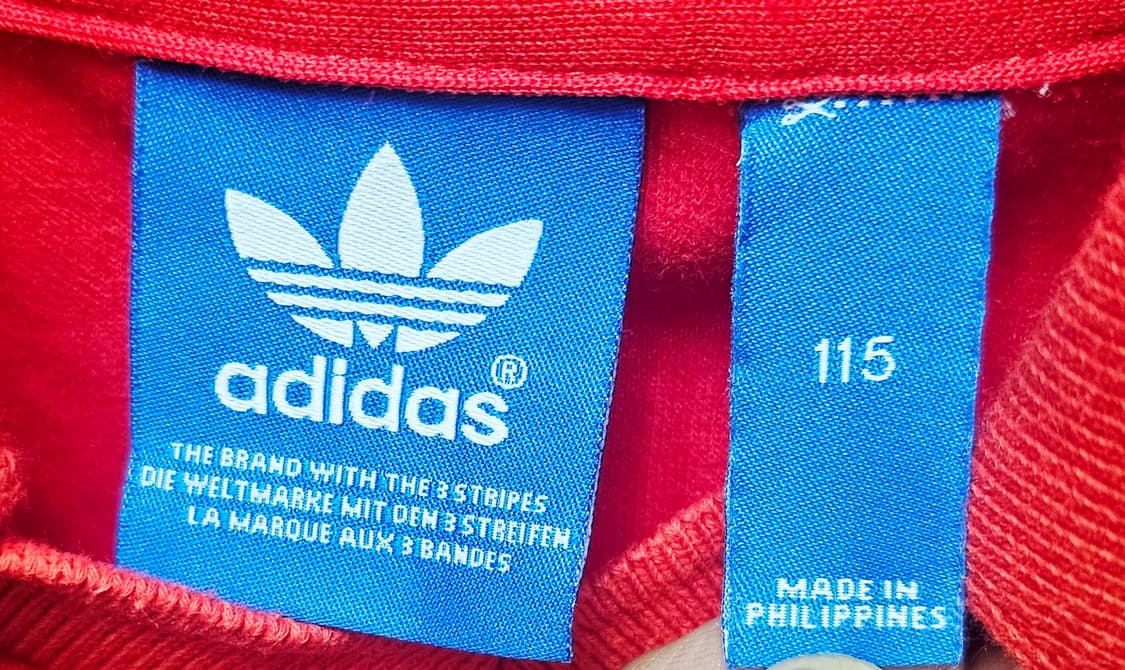 adidas®
THE BRAND WITH THE 3 STRIPES
DIE WELTMARKE MIT DEN 3 STREIFEN
LA MARQUE AUX 3 BANDES
115
MADE IN
PHILIPPINES